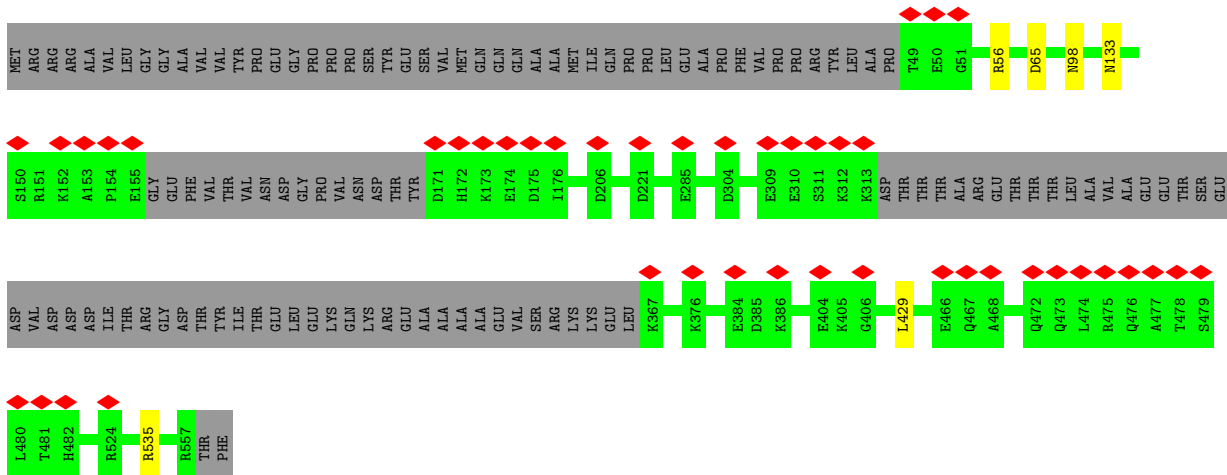 MET ARG ARG ARG ALA VAL LEU GLY GLY ALA VAL VAL TYR PRO GLU GLY PRO PRO PRO SER TYR GLU SER VAL MET GLN GLN GLN ALA ALA MET ILE GLN PRO PRO LEU GLU ALA PRO PHE VAL PRO PRO ARG TYR LEU ALA PRO T49 E50 G51 R56 D65 N98 N133
S150 R151 K152 A153 P154 E155 GLY GLU PHE VAL THR VAL ASN ASP GLY PRO VAL ASN ASP THR TYR D171 H172 K173 E174 D175 I176 D206 D221 E285 D304 E309 E310 S311 K312 K313 ASP THR THR THR ALA ARG GLU THR THR THR LEU ALA VAL ALA GLU GLU THR SER GLU
ASP VAL ASP ASP ASP ILE THR ARG GLY ASP THR TYR ILE THR GLU LEU GLU LYS GLN LYS ARG GLU ALA ALA ALA ALA GLU VAL SER ARG LYS LYS GLU LEU K367 K376 E384 D385 K386 E404 K405 G406 L429 E466 Q467 A468 Q472 Q473 L474 R475 Q476 A477 T478 S479
L480 T481 H482 R524 R535 R557 THR PHE